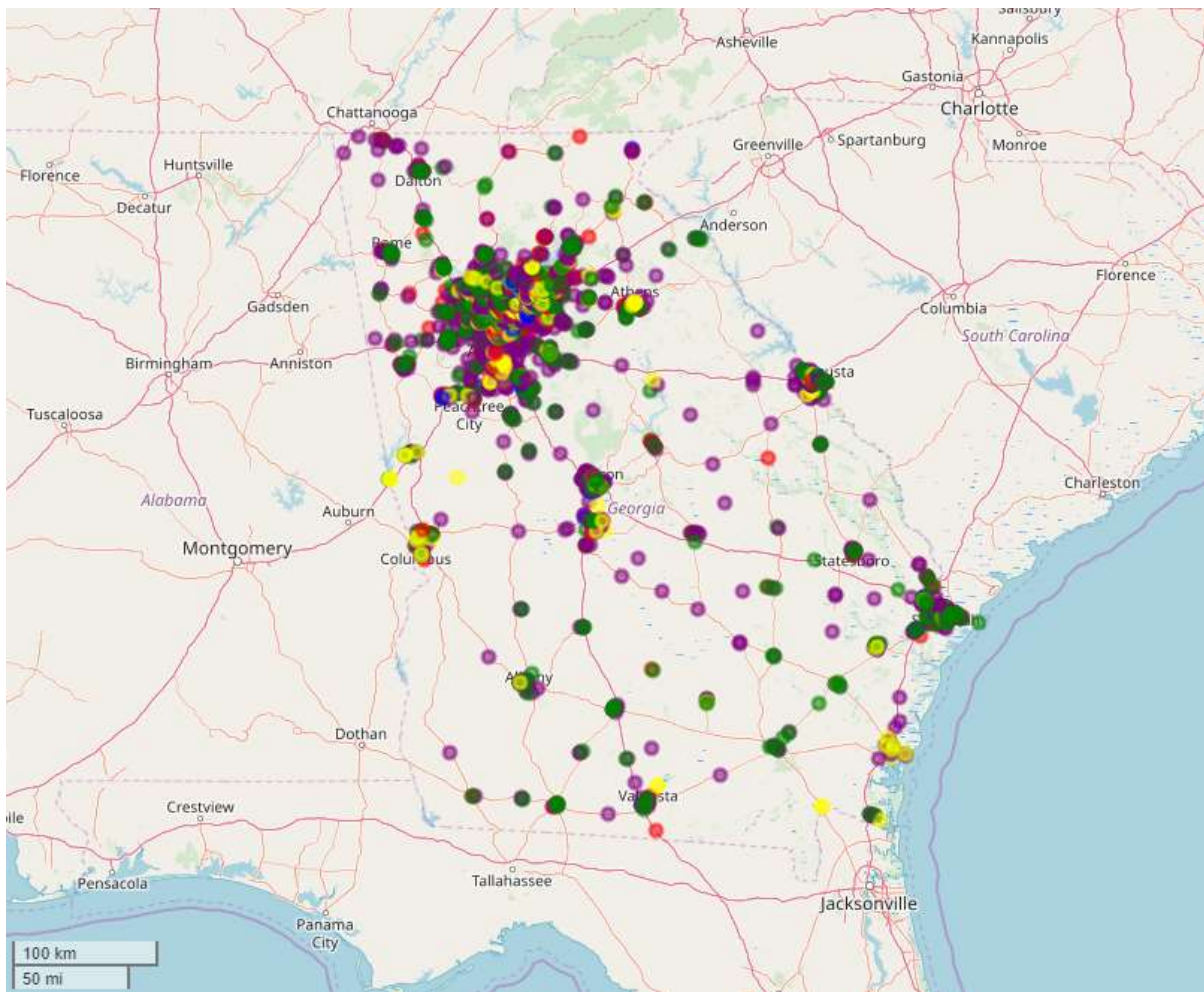 Salisbury
Asheville
Kannapolis
Gastonia
Charlotte
Chattanooga
Greenville
Spartanburg
Monroe
Huntsville
Florence
Dalton
Decatur
Anderson
Rome
Florence
Gadsden
Athens
Columbia
South Carolina
Birmingham
Anniston
Augusta
Tuscaloosa
Peachtree
City
Macon
Charleston
Alabama
Georgia
Auburn
Montgomery
Columbus
Statesboro
Albany
Dothan
Valdosta
Crestview
Pensacola
Tallahassee
Jacksonville
Panama
City
100 km
50 mi